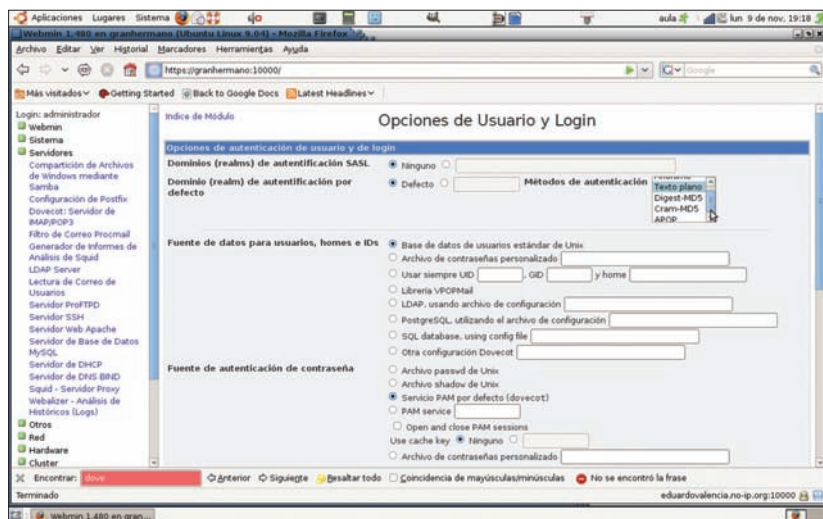 Aplicaciones Lugares Sistema
aula
lun 9 de nov, 19:18
Webmin 1.480 en granhermano (Ubuntu Linux 9.04) - Mozilla Firefox
Archivo Editar Ver Historial Marcadores Herramientas Ayuda
https://granhermano:10000/
Google
Más visitados
Getting Started
Back to Google Docs
Latest Headlines
Login: administrador
Webmin
Sistema
Servidores
Compartición de Archivos
de Windows mediante
Samba
Configuración de Postfix
Dovecot: Servidor de
IMAP/POP3
Filtro de Correo Procmail
Generador de Informes de
Análisis de Squid
LDAP Server
Lectura de Correo de
Usuarios
Servidor ProFTPD
Servidor SSH
Servidor Web Apache
Servidor de Base de Datos
MySQL
Servidor de DHCP
Servidor de DNS BIND
Squid - Servidor Proxy
Webalizer - Análisis de
Históricos (Logs)
Otros
Red
Hardware
Cluster
Indice de Módulo
Opciones de Usuario y Login
Opciones de autenticación de usuario y de login
Dominios (realms) de autentificación SASL
Ninguno
Dominio (realm) de autentificación por
defecto
Defecto
Métodos de autenticación
Texto plano
Digest-MD5
Cram-MD5
APOP
Fuente de datos para usuarios, homes e IDs
Base de datos de usuarios estándar de Unix
Archivo de contraseñas personalizado
Usar siempre UID , GID y home
Librería VPOPMail
LDAP, usando archivo de configuración
PostgreSQL, utilizando el archivo de configuración
SQL database, using config file
Otra configuración Dovecot
Fuente de autenticación de contraseña
Archivo passwd de Unix
Archivo shadow de Unix
Servicio PAM por defecto (dovecot)
PAM service
Open and close PAM sessions
Use cache key Ninguno
Archivo de contraseñas personalizado
Encontrar: dove
Anterior Siguiente Resaltar todo Coincidencia de mayúsculas/minúsculas No se encontró la frase
Terminado
eduardovalencia.no-ip.org:10000
Webmin 1.480 en gran...